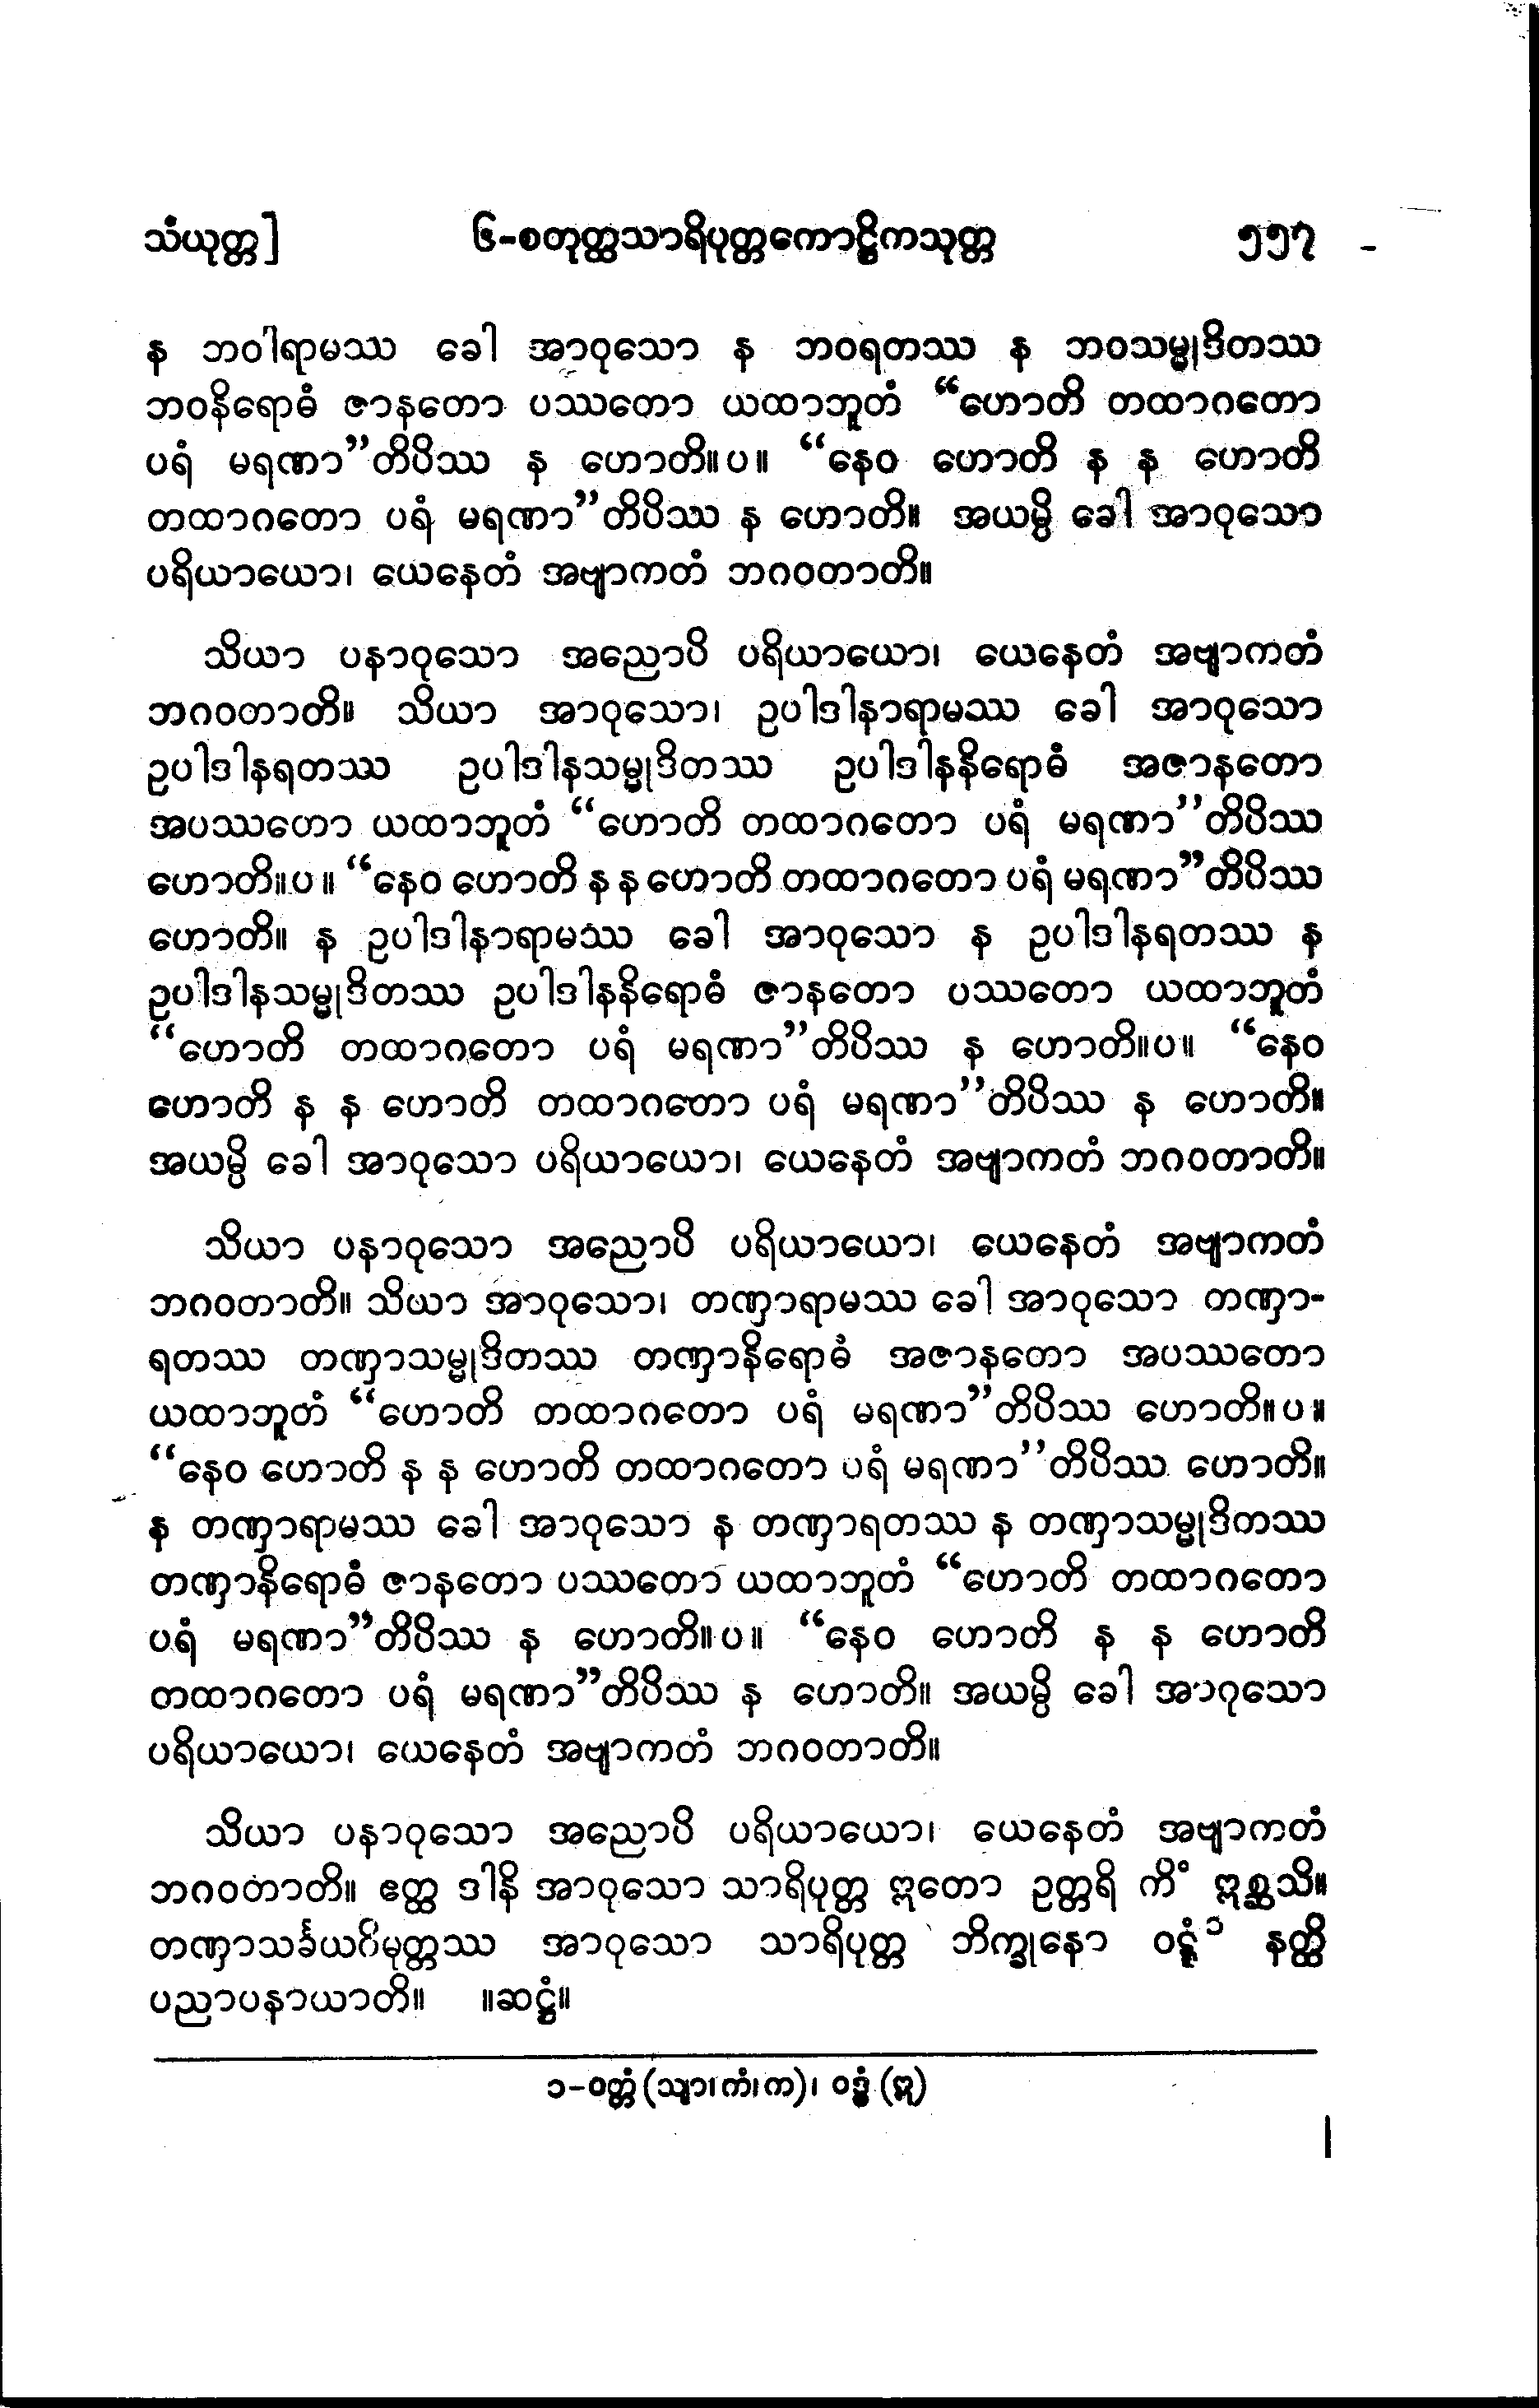 သံယုတ္တ]   ၆-စတုတ္ထသာရိပုတ္တကောဋ္ဌိကသုတ္တ   ၅၅၇
န ဘဝါရာမဿ ခေါ အာဝုသော န ဘဝရတဿ န ဘဝသမ္မုဒိတဿ
ဘဝနိရောဓံ ဇာနတော ပဿတော ယထာဘူတံ “ဟောတိ တထာဂတော
ပရံ မရဏာ”တိပိဿ န ဟောတိ။ပ။ “နေဝ ဟောတိ န န ဟောတိ
တထာဂတော ပရံ မရဏာ”တိပိဿ န ဟောတိ။ အယမ္ပိ ခေါ အာဝုသော
ပရိယာယော၊ ယေနေတံ အဗျာကတံ ဘဂဝတာတိ။
သိယာ ပနာဝုသော အညောပိ ပရိယာယော၊ ယေနေတံ အဗျာကတံ
ဘဂဝတာတိ။ သိယာ အာဝုသော၊ ဥပါဒါနာရာမဿ ခေါ အာဝုသော
ဥပါဒါနရတဿ ဥပါဒါနသမ္မုဒိတဿ ဥပါဒါနနိရောဓံ အဇာနတော
အပဿတော ယထာဘူတံ “ဟောတိ တထာဂတော ပရံ မရဏာ”တိပိဿ
ဟောတိ။ပ။ “နေဝ ဟောတိ န န ဟောတိ တထာဂတော ပရံ မရဏာ”တိပိဿ
ဟောတိ။ န ဥပါဒါနာရာမဿ ခေါ အာဝုသော န ဥပါဒါနရတဿ န
ဥပါဒါနသမ္မုဒိတဿ ဥပါဒါနနိရောဓံ ဇာနတော ပဿတော ယထာဘူတံ
“ဟောတိ တထာဂတော ပရံ မရဏာ”တိပိဿ န ဟောတိ။ပ။ “နေဝ
ဟောတိ န န ဟောတိ တထာဂတော ပရံ မရဏာ”တိပိဿ န ဟောတိ။
အယမ္ပိ ခေါ အာဝုသော ပရိယာယော၊ ယေနေတံ အဗျာကတံ ဘဂဝတာတိ။
သိယာ ပနာဝုသော အညောပိ ပရိယာယော၊ ယေနေတံ အဗျာကတံ
ဘဂဝတာတိ။ သိယာ အာဝုသော၊ တဏှာရာမဿ ခေါ အာဝုသော တဏှာ-
ရတဿ တဏှာသမ္မုဒိတဿ တဏှာနိရောဓံ အဇာနတော အပဿတော
ယထာဘူတံ “ဟောတိ တထာဂတော ပရံ မရဏာ”တိပိဿ ဟောတိ။ပ။
“နေဝ ဟောတိ န န ဟောတိ တထာဂတော ပရံ မရဏာ”တိပိဿ ဟောတိ။
န တဏှာရာမဿ ခေါ အာဝုသော န တဏှာရတဿ န တဏှာသမ္မုဒိတဿ
တဏှာနိရောဓံ ဇာနတော ပဿတော ယထာဘူတံ “ဟောတိ တထာဂတော
ပရံ မရဏာ”တိပိဿ န ဟောတိ။ပ။ “နေဝ ဟောတိ န န ဟောတိ
တထာဂတော ပရံ မရဏာ”တိပိဿ န ဟောတိ။ အယမ္ပိ ခေါ အာဝုသော
ပရိယာယော၊ ယေနေတံ အဗျာကတံ ဘဂဝတာတိ။
သိယာ ပနာဝုသော အညောပိ ပရိယာယော၊ ယေနေတံ အဗျာကတံ
ဘဂဝတာတိ။ ဧတ္ထ ဒါနိ အာဝုသော သာရိပုတ္တ ဣတော ဥတ္တရိ ကိံ ဣစ္ဆသိ။
တဏှာသင်္ခယဝိမုတ္တဿ အာဝုသော သာရိပုတ္တ ဘိက္ခုနော ဝဋ္ဋံ ၁ နတ္ထိ
ပညာပနာယာတိ။ ။ဆဋ္ဌံ။
၁-ဝတ္တံ (သျာ၊ ကံ၊ က)၊ ဝဒ္ဓံ (ဣ)